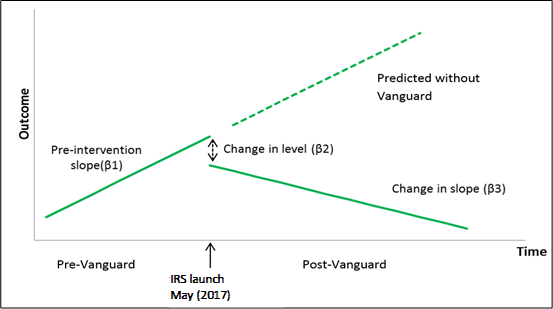 Outcome
Pre-intervention
slope(β1)
Change in level (β2)
Predicted without
Vanguard
Change in slope (β3)
Time
Pre-Vanguard
IRS launch
May (2017)
Post-Vanguard